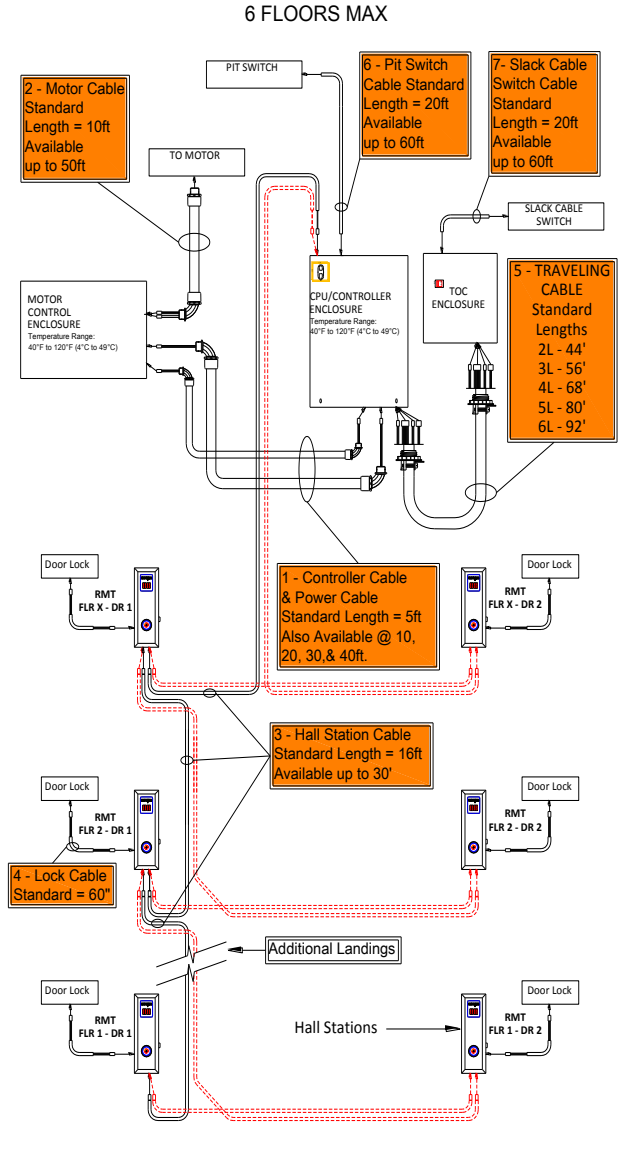 6 FLOORS MAX
PIT SWITCH
6 - Pit Switch
Cable Standard
Length = 20ft
Available
up to 60ft
7- Slack Cable
Switch Cable
Standard
Length = 20ft
Available
up to 60ft
2 - Motor Cable
Standard
Length = 10ft
Available
up to 50ft
TO MOTOR
SLACK CABLE
SWITCH
MOTOR
CONTROL
ENCLOSURE
Temperature Range:
40°F to 120°F (4°C to 49°C)
CPU/CONTROLLER
ENCLOSURE
Temperature Range:
40°F to 120°F (4°C to 49°C)
TOC
ENCLOSURE
5 - TRAVELING
CABLE
Standard
Lengths
2L - 44'
3L - 56'
4L - 68'
5L - 80'
6L - 92'
Door Lock
RMT
FLR X - DR 1
1 - Controller Cable
& Power Cable
Standard Length = 5ft
Also Available @ 10,
20, 30,& 40ft.
Door Lock
RMT
FLR X - DR 2
3 - Hall Station Cable
Standard Length = 16ft
Available up to 30'
Door Lock
RMT
FLR 2 - DR 1
Door Lock
RMT
FLR 2 - DR 2
4 - Lock Cable
Standard = 60"
Additional Landings
Door Lock
RMT
FLR 1 - DR 1
Hall Stations
Door Lock
RMT
FLR 1 - DR 2